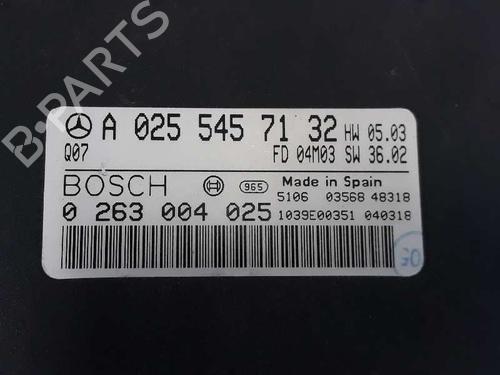 B-PARTS
A 025 545 71 32 HW 05.03
Q07 FD 04M03 SW 36.02
BOSCH 965 Made in Spain
5106 03568 48318
0 263 004 025 1039E00351 040318